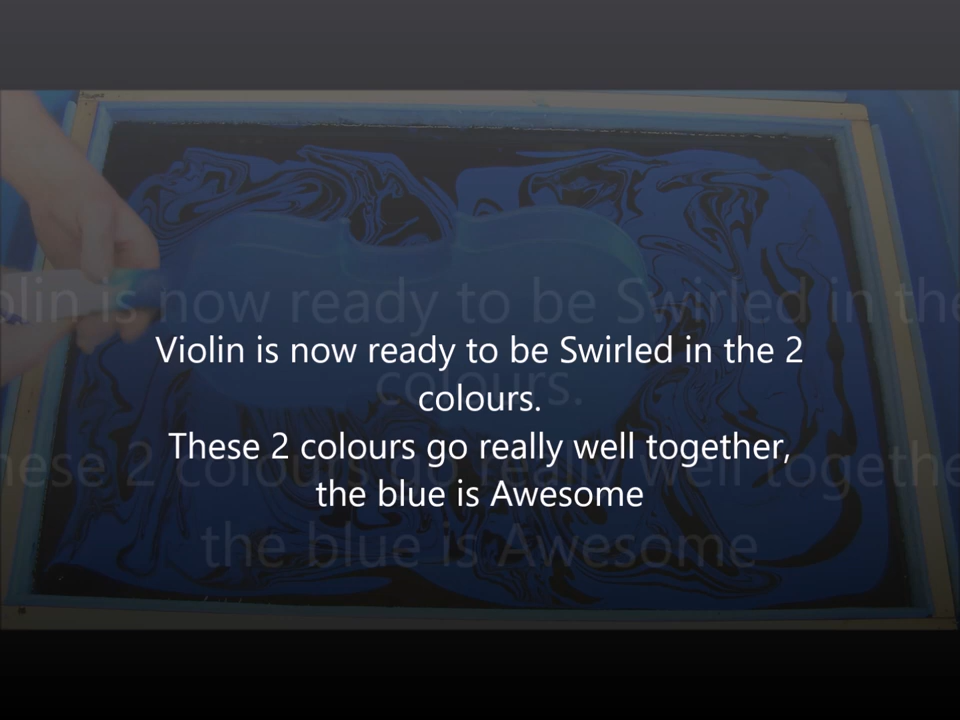 Violin is now ready to be Swirled in the 2
colours.
These 2 colours go really well together,
the blue is Awesome